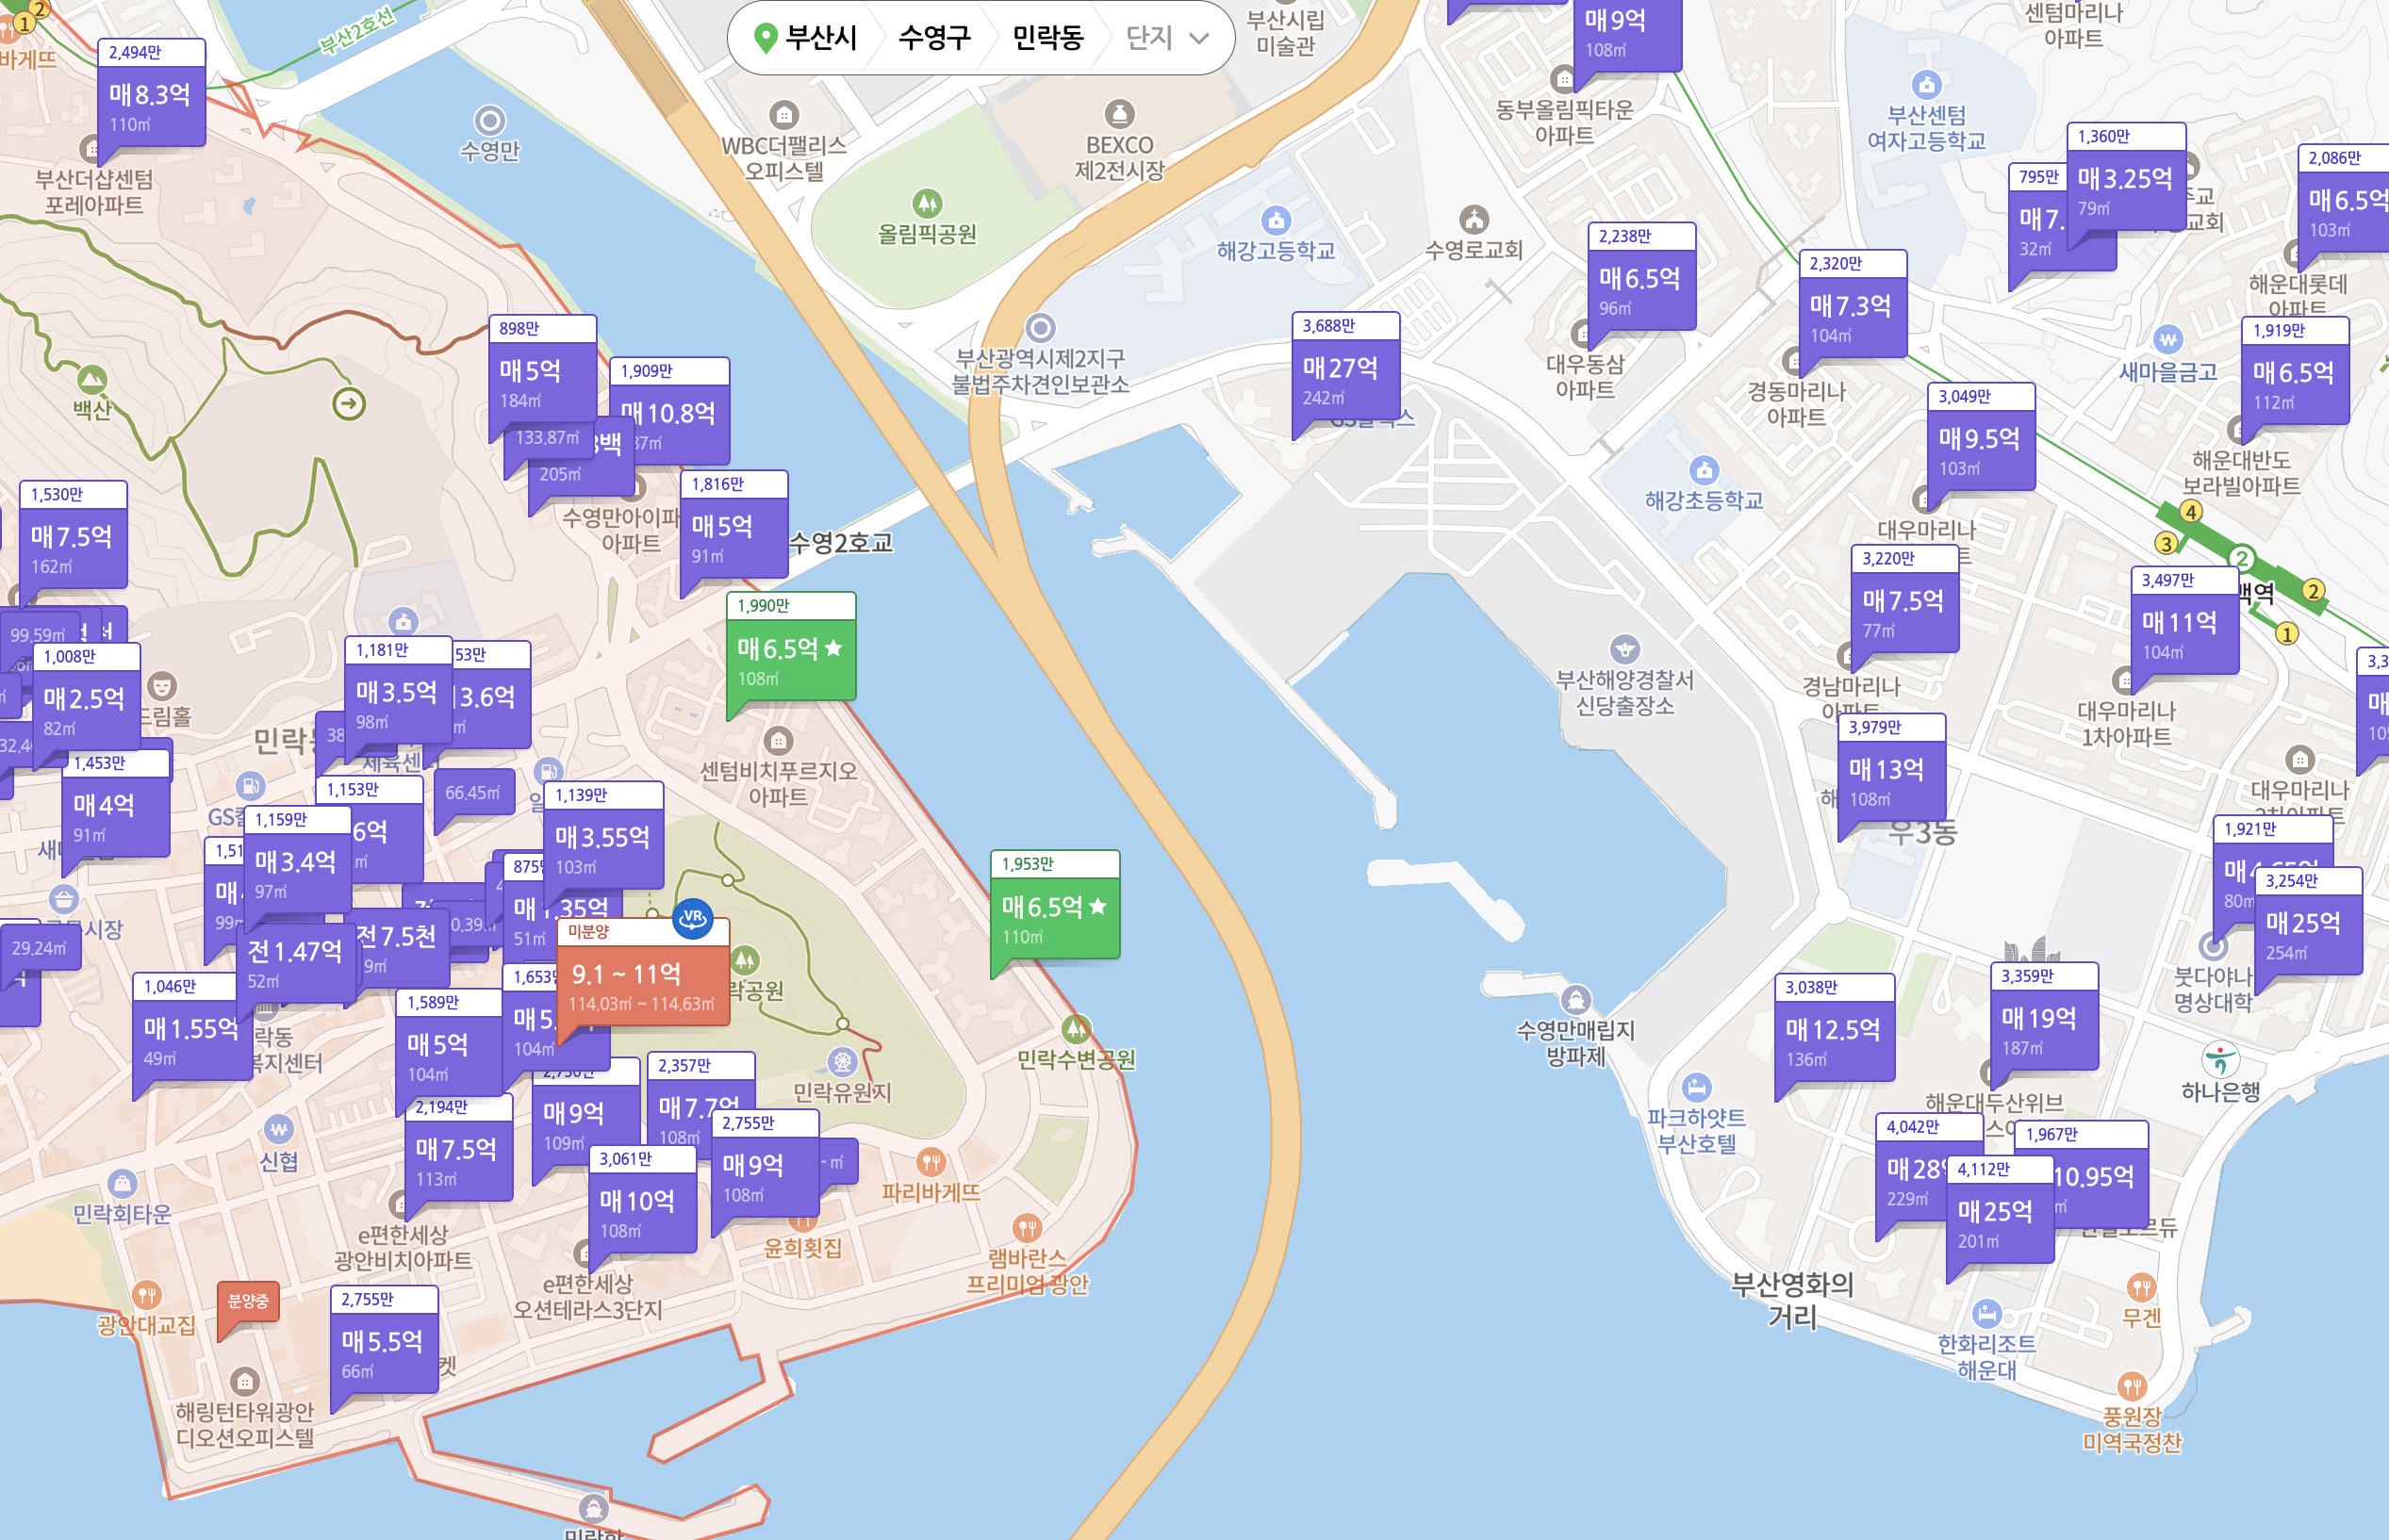 부산시 수영구 민락동 단지
부산2호선
2
1
바게뜨
2,494만
매 8.3억
110㎡
부산더샵센텀
포레아파트
수영만
WBC더팰리스
오피스텔
BEXCO
제2전시장
부산시립
미술관
올림픽공원
해강고등학교
수영로교회
매 9억
108㎡
동부올림픽타운
아파트
센텀마리나
아파트
부산센텀
여자고등학교
1,360만
매 3.25억
79㎡
795만
매 7.
32㎡
교회
2,086만
매 6.5억
103㎡
해운대롯데
아파트
2,238만
매 6.5억
96㎡
대우동삼
아파트
2,320만
매 7.3억
104㎡
경동마리나
아파트
새마을금고
1,919만
매 6.5억
112㎡
해운대반도
보라빌아파트
3,688만
매 27억
242㎡
부산광역시제2지구
불법주차견인보관소
백산
898만
매 5억
184㎡
1,909만
매 10.8억
133.87㎡
205㎡
수영만아이파
아파트
1,816만
매 5억
91㎡
수영2호교
1,530만
매 7.5억
162㎡
3,049만
매 9.5억
103㎡
대우마리나
해강초등학교
4
3
2
2
1
백역
3,220만
매 7.5억
77㎡
경남마리나
아파트
3,497만
매 11억
104㎡
대우마리나
1차아파트
1,990만
매 6.5억
108㎡
센텀비치푸르지오
아파트
부산해양경찰서
신당출장소
99.59㎡
1,008만
매 2.5억
82㎡
드림홀
1,181만
매 3.5억
98㎡
53만
3.6억
민락
체육센터
3,979만
매 13억
108㎡
우3동
대우마리나
1,453만
매 4억
91㎡
1,153만
6억
66.45㎡
1,139만
매 3.55억
103㎡
1,159만
매 3.4억
97㎡
99㎡
1,921만
80㎡
3,254만
매 25억
254㎡
붓다야나
명상대학
1,953만
매 6.5억
110㎡
29.24㎡
시장
전 1.47억
52㎡
전 7.5천
51㎡
미분양
VR
9.1 ~ 11억
114.03㎡ ~ 114.63㎡
락공원
1,046만
매 1.55억
49㎡
락동
복지센터
1,589만
매 5억
104㎡
1,653만
매 5.
104㎡
민락수변공원
민락유원지
수영만매립지
방파제
3,038만
매 12.5억
136㎡
3,359만
매 19억
187㎡
해운대두산위브
하나은행
파크하얏트
부산호텔
신협
민락회타운
2,194만
매 7.5억
113㎡
e편한세상
광안비치아파트
매 9억
109㎡
2,357만
매 7.7억
108㎡
2,755만
매 9억
108㎡
3,061만
매 10억
108㎡
e편한세상
오션테라스3단지
윤희횟집
파리바게뜨
램바란스
프리미엄 광안
4,042만
매 28
229㎡
1,967만
10.95억
4,112만
매 25억
201㎡
부산영화의
거리
한화리조트
해운대
무겐
풍원장
미역국정찬
광안대교집
분양중
2,755만
매 5.5억
66㎡
해링턴타워광안
디오션오피스텔